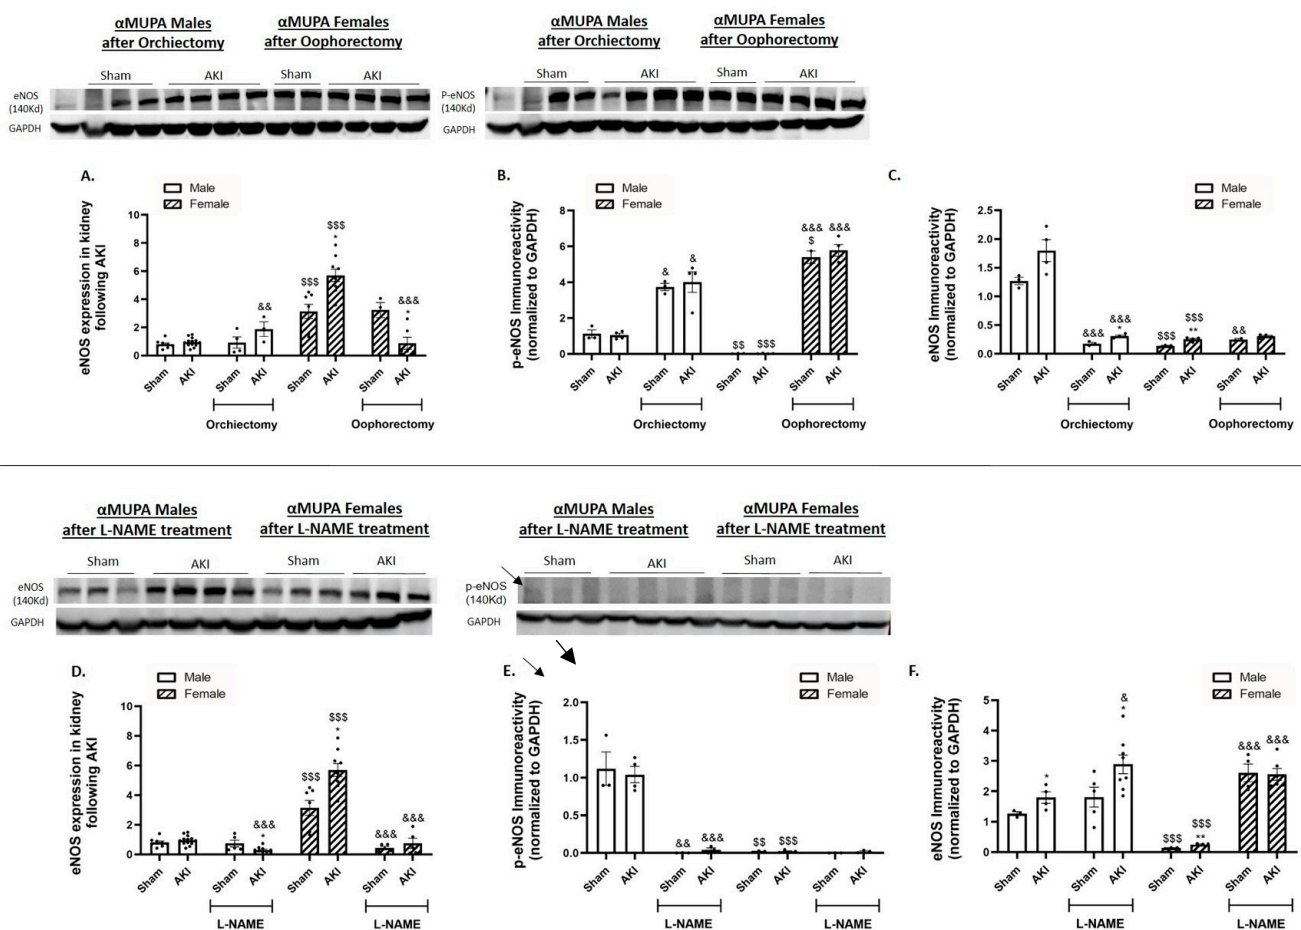 αMUPA Males
after Orchiectomy
αMUPA Females
after Oophorectomy
Sham
AKI
Sham
AKI
eNOS
(140Kd)
GAPDH
αMUPA Males
after Orchiectomy
αMUPA Females
after Oophorectomy
Sham
AKI
Sham
AKI
P-eNOS
(140Kd)
GAPDH
A.
Male
Female
eNOS expression in kidney
following AKI
10
8
6
4
2
0
&&
$$$
$$$
*
&&&
*
Sham
AKI
Sham
AKI
Sham
AKI
Sham
AKI
Orchiectomy
Oophorectomy
B.
Male
Female
p-eNOS Immunoreactivity
(normalized to GAPDH)
8
6
4
2
0
&
&
$$
$$$
&&&
$
&&&
Sham
AKI
Sham
AKI
Sham
AKI
Sham
AKI
Orchiectomy
Oophorectomy
C.
Male
Female
eNOS Immunoreactivity
(normalized to GAPDH)
2.5
2.0
1.5
1.0
0.5
0.0
&&&
&&&
*
$$$
$$$
**
&&
Sham
AKI
Sham
AKI
Sham
AKI
Sham
AKI
Orchiectomy
Oophorectomy
αMUPA Males
after L-NAME treatment
αMUPA Females
after L-NAME treatment
Sham
AKI
Sham
AKI
eNOS
(140Kd)
GAPDH
αMUPA Males
after L-NAME treatment
αMUPA Females
after L-NAME treatment
Sham
AKI
Sham
AKI
p-eNOS
(140Kd)
GAPDH
D.
Male
Female
eNOS expression in kidney
following AKI
10
8
6
4
2
0
&&&
*
$$$
$$$
*
&&&
&&&
Sham
AKI
Sham
AKI
Sham
AKI
Sham
AKI
L-NAME
L-NAME
E.
Male
Female
p-eNOS Immunoreactivity
(normalized to GAPDH)
2.0
1.5
1.0
0.5
0.0
&&
&&&
$$
$$$
Sham
AKI
Sham
AKI
Sham
AKI
Sham
AKI
L-NAME
L-NAME
F.
Male
Female
eNOS Immunoreactivity
(normalized to GAPDH)
5
4
3
2
1
0
*
&
*
$$$
$$$
**
&&&
&&&
Sham
AKI
Sham
AKI
Sham
AKI
Sham
AKI
L-NAME
L-NAME